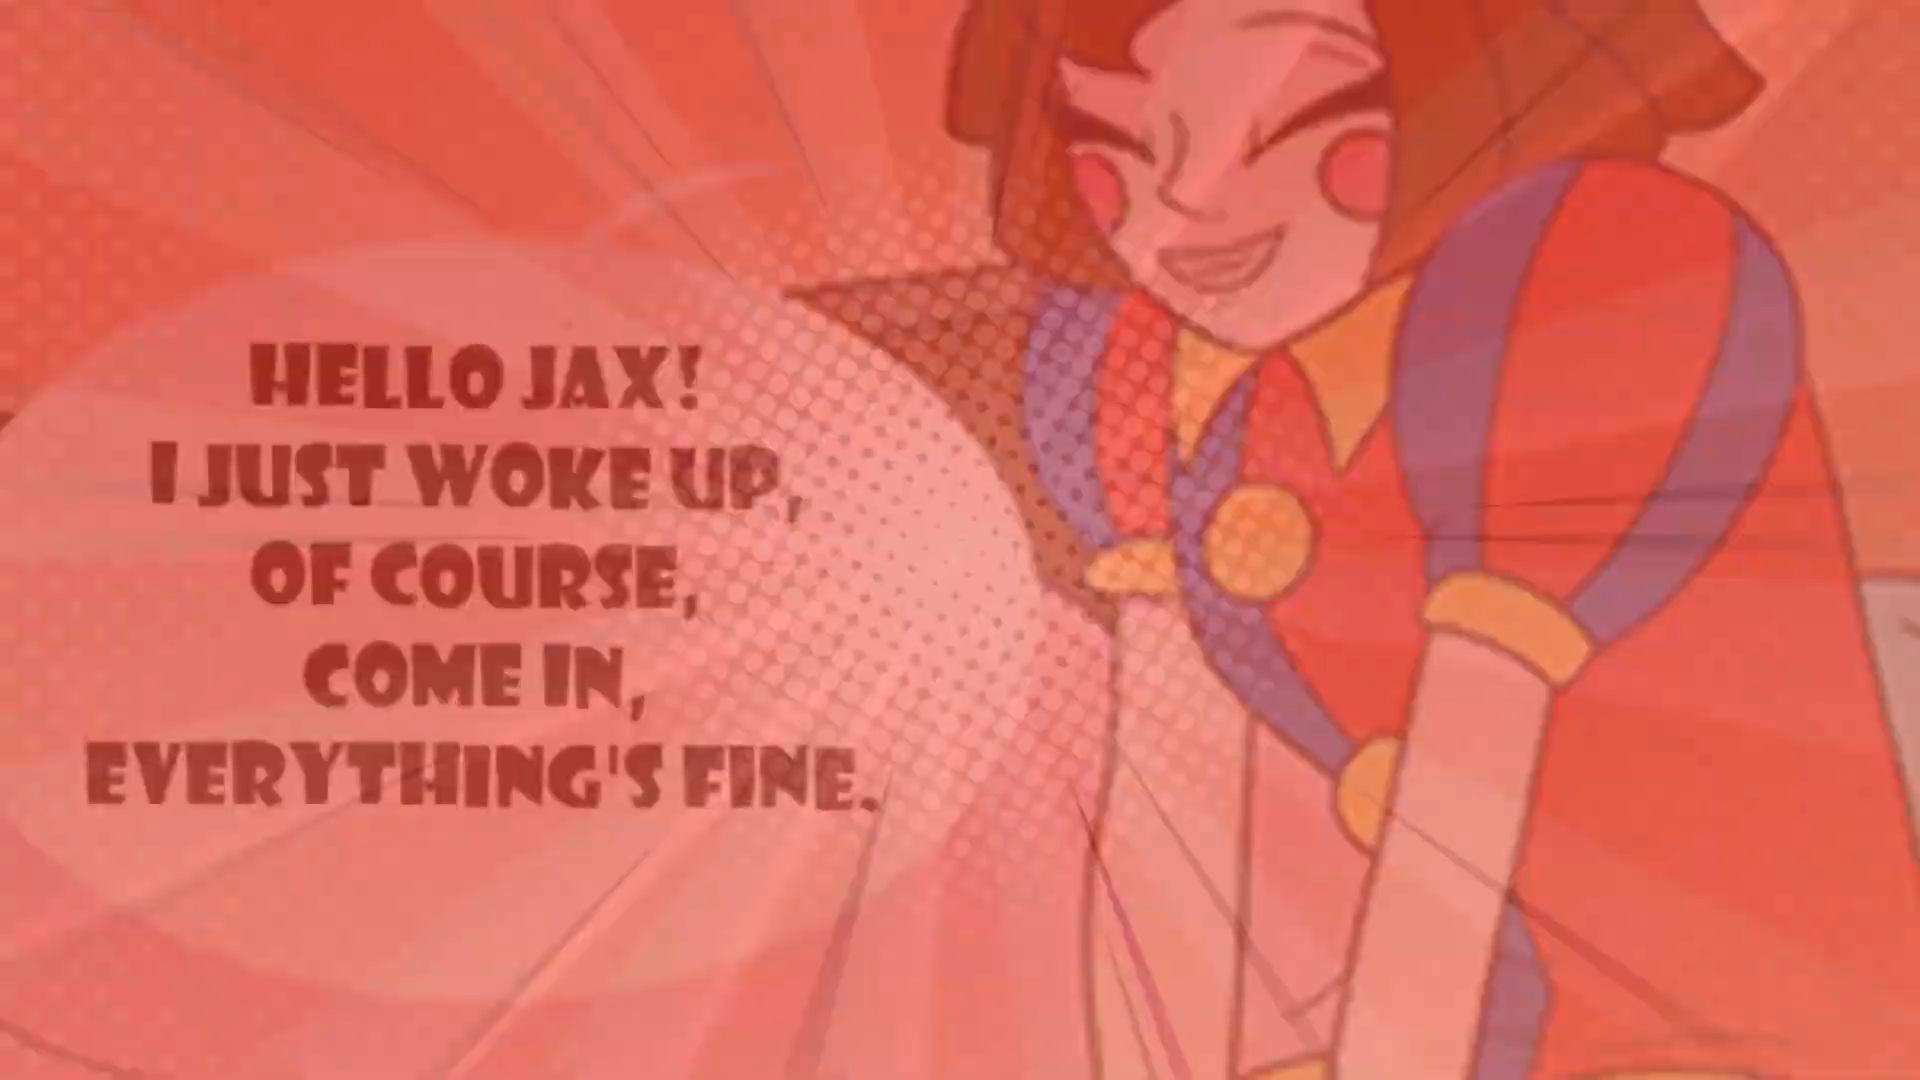 HELLO JAX!
I JUST WOKE UP,
OF COURSE,
COME IN,
EVERYTHING'S FINE.